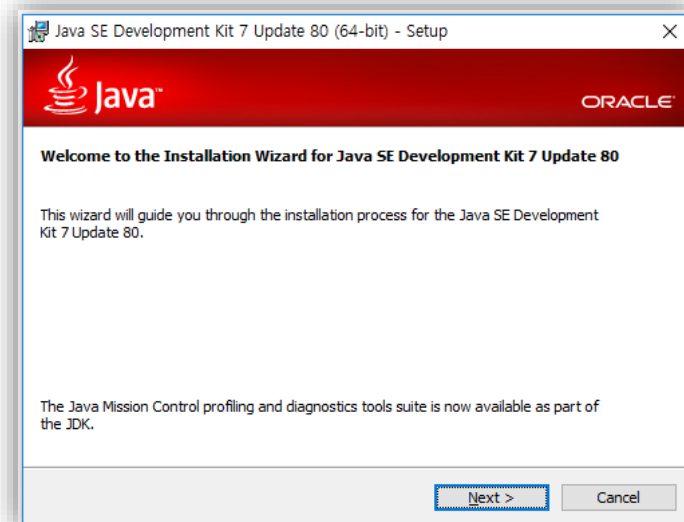 Java SE Development Kit 7 Update 80 (64-bit) - Setup
Java™
ORACLE®
Welcome to the Installation Wizard for Java SE Development Kit 7 Update 80
This wizard will guide you through the installation process for the Java SE Development
Kit 7 Update 80.
The Java Mission Control profiling and diagnostics tools suite is now available as part of
the JDK.
Next >
Cancel